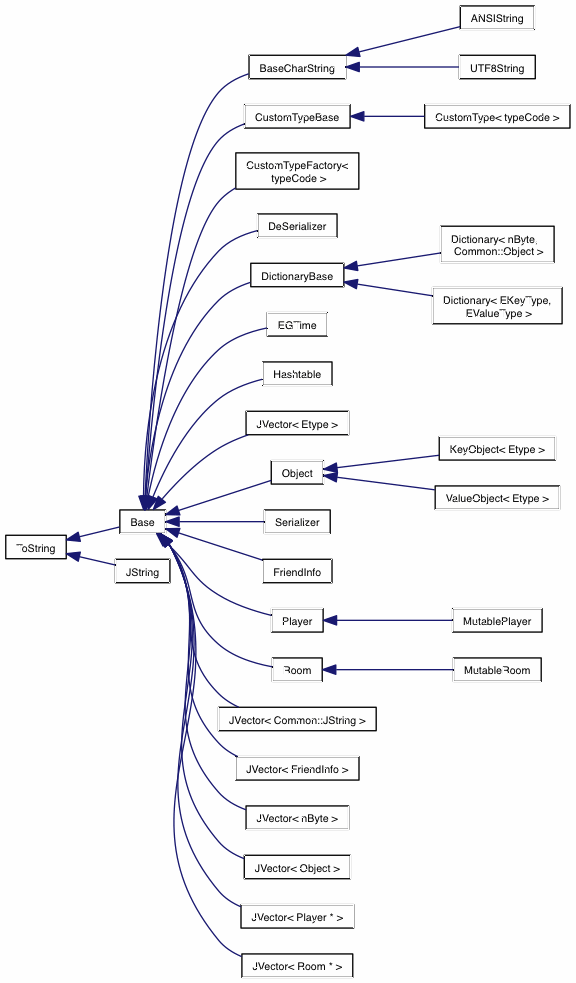 ANSIString
BaseCharString
UTF8String
CustomTypeBase
CustomType< typeCode >
CustomTypeFactory<
typeCode >
DeSerializer
Dictionary< nByte,
Common::Object >
DictionaryBase
Dictionary< EKeyType,
EValueType >
EGTime
Hashtable
JVector< Etype >
KeyObject< Etype >
Object
ValueObject< Etype >
Base
Serializer
ToString
JString
FriendInfo
Player
MutablePlayer
Room
MutableRoom
JVector< Common::JString >
JVector< FriendInfo >
JVector< nByte >
JVector< Object >
JVector< Player * >
JVector< Room * >